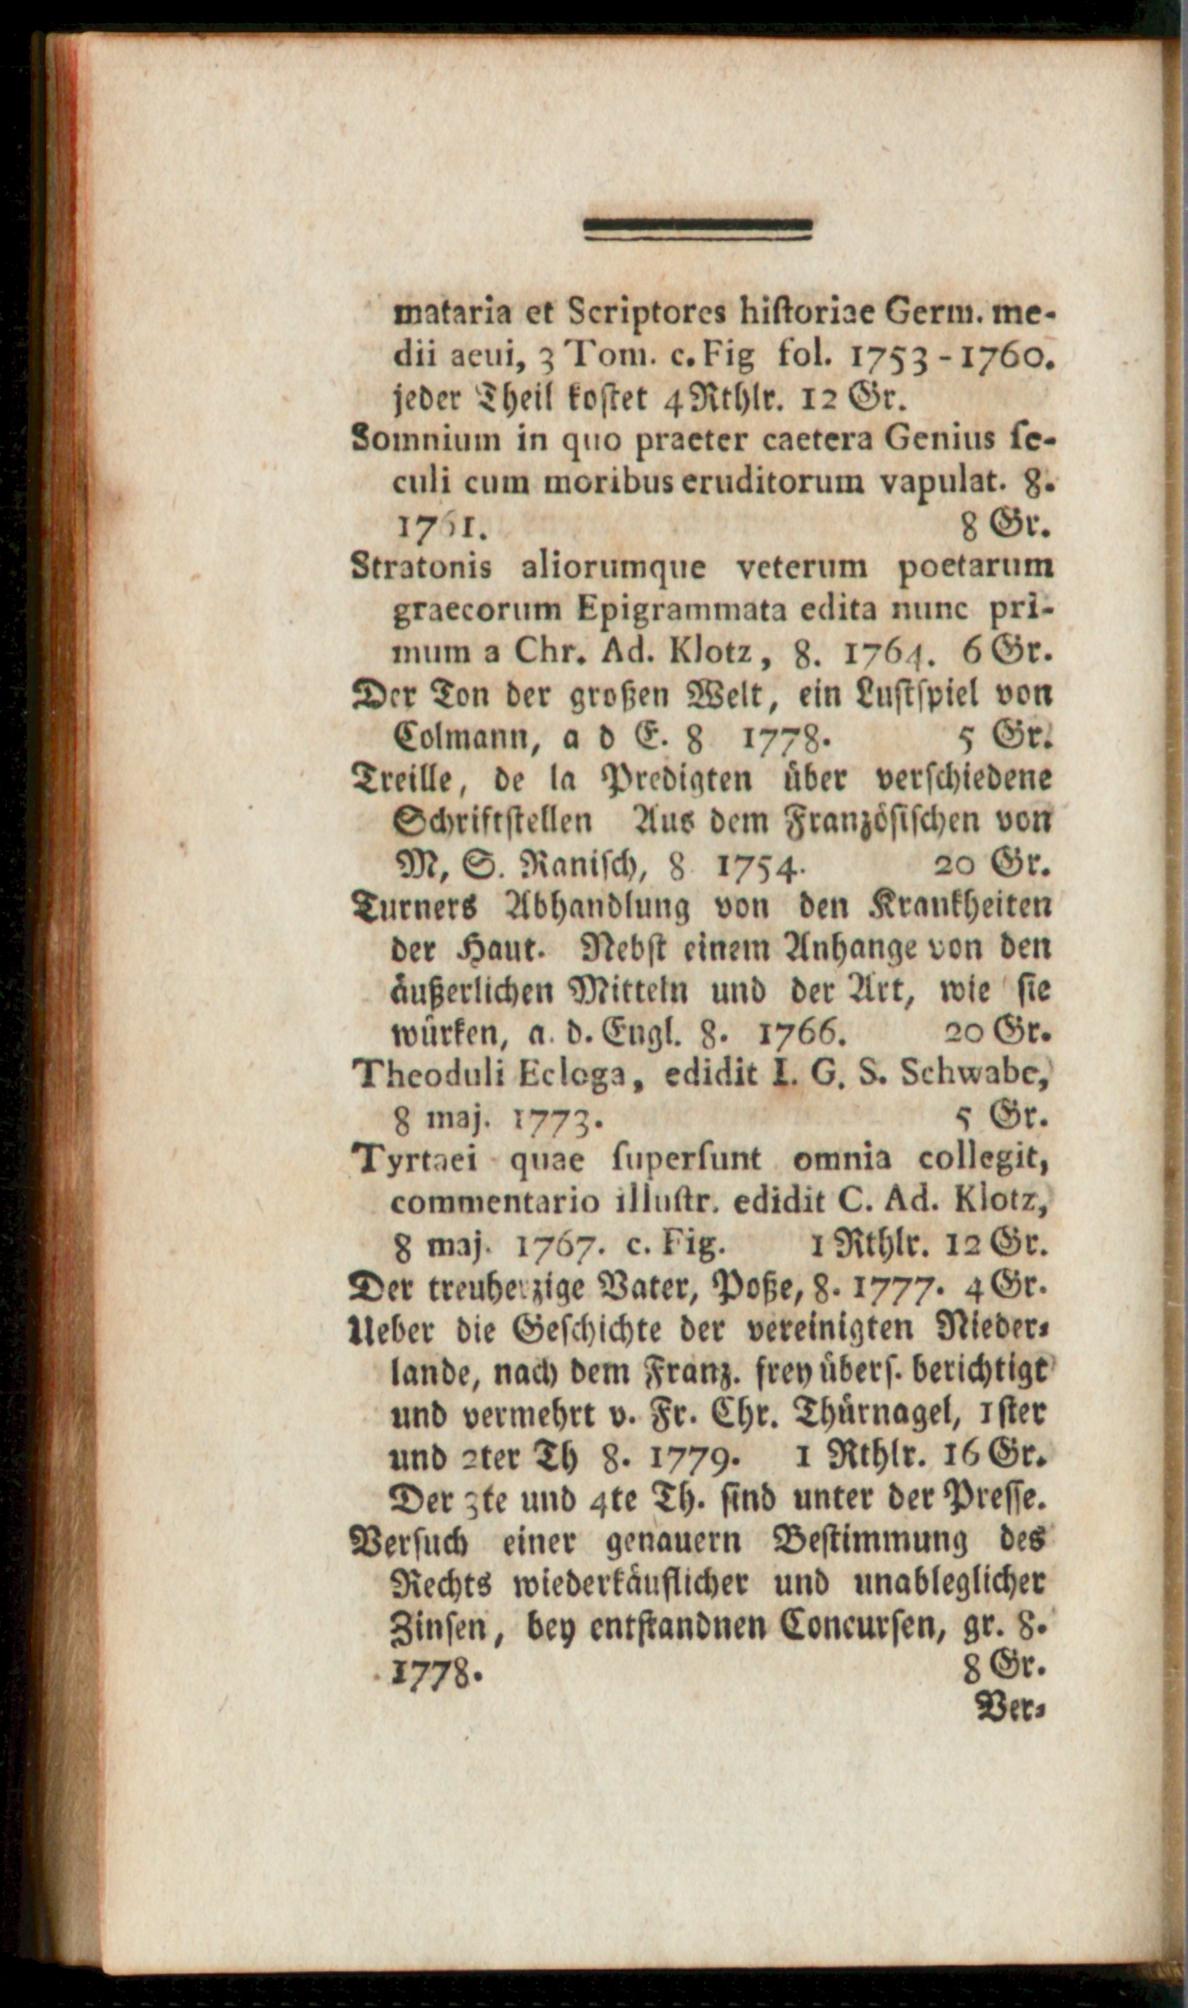 mataria et Scriptores hiſtoriae Germ. me-
dii aeui, 3 Tom. c. Fig fol. 1753-1760.
jeder Theil koſtet 4 Rthlr. 12 Gr.
Somnium in quo praeter caetera Genius ſe-
culi cum moribus eruditorum vapulat. 8.
1761. 8 Gr.
Stratonis aliorumque veterum poetarum
graecorum Epigrammata edita nunc pri-
mum a Chr. Ad. Klotz, 8. 1764. 6 Gr.
Der Ton der großen Welt, ein Luſtſpiel von
Colmann, a d E. 8 1778. 5 Gr.
Treille, de la Predigten über verſchiedene
Schriftſtellen Aus dem Franzöſiſchen von
M. S. Raniſch, 8 1754. 20 Gr.
Turners Abhandlung von den Krankheiten
der Haut. Nebſt einem Anhange von den
äußerlichen Mitteln und der Art, wie ſie
würken, a. d. Engl. 8. 1766. 20 Gr.
Theoduli Ecloga, edidit I. G. S. Schwabe,
8 maj. 1773. 5 Gr.
Tyrtaei quae ſuperſunt omnia collegit,
commentario illuſtr. edidit C. Ad. Klotz,
8 maj. 1767. c. Fig. 1 Rthlr. 12 Gr.
Der treuherzige Vater, Poße, 8. 1777. 4 Gr.
Ueber die Geſchichte der vereinigten Nieder-
lande, nach dem Franz. frey überſ. berichtigt
und vermehrt v. Fr. Chr. Thürnagel, 1ſter
und 2ter Th 8. 1779. 1 Rthlr. 16 Gr.
Der 3te und 4te Th. ſind unter der Preſſe.
Verſuch einer genauern Beſtimmung des
Rechts wiederkäuflicher und unableglicher
Zinſen, bey entſtandnen Concurſen, gr. 8.
1778. 8 Gr.
Ver-